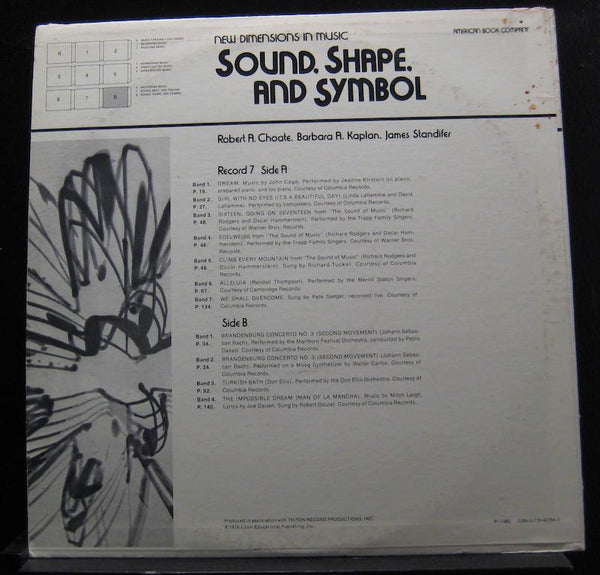 NEW DIMENSIONS IN MUSIC
AMERICAN BOOK COMPANY
SOUND, SHAPE,
AND SYMBOL
K 1 2
3 4 5
6 7 8
Robert A. Choate, Barbara A. Kaplan, James Standifer
Record 7 Side A
Band 1. DREAM. Music by John Cage. Performed by Jeanne Kirstein on piano,
P. 16. prepared piano, and toy piano. Courtesy of Columbia Records.
Band 2. GIRL WITH NO EYES (IT'S A BEAUTIFUL DAY) (Linda Laflamme and David
P. 27. Laflamme). Performed by composers. Courtesy of Columbia Records.
Band 3. SIXTEEN, GOING ON SEVENTEEN from "The Sound of Music" (Richard
P. 48. Rodgers and Oscar Hammerstein). Performed by the Trapp Family Singers.
Courtesy of Warner Bros. Records.
Band 4. EDELWEISS from "The Sound of Music" (Richard Rodgers and Oscar Ham-
P. 48. merstein). Performed by the Trapp Family Singers. Courtesy of Warner Bros.
Records.
Band 5. CLIMB EVERY MOUNTAIN from "The Sound of Music" (Richard Rodgers and
P. 48. Oscar Hammerstein). Sung by Richard Tucker. Courtesy of Columbia
Records.
Band 6. ALLELUIA (Randall Thompson). Performed by the Merrill Staton Singers.
P. 67. Courtesy of Cambridge Records.
Band 7. WE SHALL OVERCOME. Sung by Pete Seeger, recorded live. Courtesy of
P. 134. Columbia Records.
Side B
Band 1. BRANDENBURG CONCERTO NO. 3 (SECOND MOVEMENT) (Johann Sebas-
P. 34. tian Bach). Performed by the Marlboro Festival Orchestra, conducted by Pablo
Casals. Courtesy of Columbia Records.
Band 2. BRANDENBURG CONCERTO NO. 3 (SECOND MOVEMENT) (Johann Sebas-
P. 34. tian Bach). Performed on a Moog Synthesizer by Walter Carlos. Courtesy of
Columbia Records.
Band 3. TURKISH BATH (Don Ellis). Performed by the Don Ellis Orchestra. Courtesy of
P. 92. Columbia Records.
Band 4. THE IMPOSSIBLE DREAM (MAN OF LA MANCHA). Music by Mitch Leigh.
P. 140. Lyrics by Joe Darion. Sung by Robert Goulet. Courtesy of Columbia Records.
Produced in association with TAIRON RECORD PRODUCTIONS, INC.
Litton Educational Publishing, Inc.